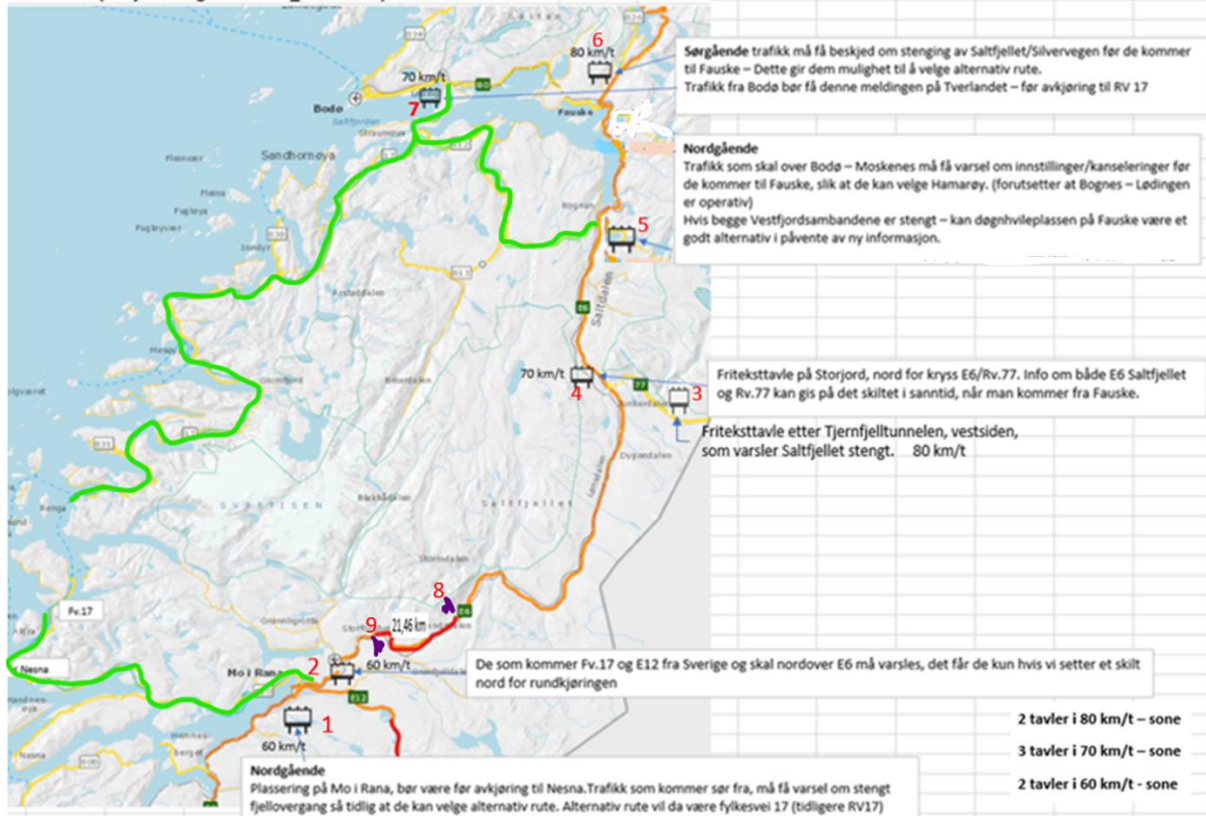 6
80 km/t
70 km/t
80
Bodø
7
Saltfjorden
Fauske
Sandhornøya
Rognan
5
E6
Saltdalen
70 km/t
4
77
3
Glomfjord
Beiardalen
Dypendalen
SVARTISEN
Saltfjellet
Stormdalen
8
E6
Fv.17
9
21,46 km
60 km/t
Nesna
Mo i Rana
2
E12
1
60 km/t
Nesna
Sørgående trafikk må få beskjed om stenging av Saltfjellet/Silvervegen før de kommer
til Fauske – Dette gir dem mulighet til å velge alternativ rute.
Trafikk fra Bodø bør få denne meldingen på Tverlandet – før avkjøring til RV 17
Nordgående
Trafikk som skal over Bodø – Moskenes må få varsel om innstillinger/kanseleringer før
de kommer til Fauske, slik at de kan velge Hamarøy. (forutsetter at Bognes – Lødingen
er operativ)
Hvis begge Vestfjordsambandene er stengt – kan døgnhvileplassen på Fauske være et
godt alternativ i påvente av ny informasjon.
Friteksttavle på Storjord, nord for kryss E6/Rv.77. Info om både E6 Saltfjellet
og Rv.77 kan gis på det skiltet i sanntid, når man kommer fra Fauske.
Friteksttavle etter Tjernfjelltunnelen, vestsiden,
som varsler Saltfjellet stengt. 80 km/t
De som kommer Fv.17 og E12 fra Sverige og skal nordover E6 må varsles, det får de kun hvis vi setter et skilt
nord for rundkjøringen
2 tavler i 80 km/t – sone
3 tavler i 70 km/t – sone
2 tavler i 60 km/t - sone
Nordgående
Plassering på Mo i Rana, bør være før avkjøring til Nesna.Trafikk som kommer sør fra, må få varsel om stengt
fjellovergang så tidlig at de kan velge alternativ rute. Alternativ rute vil da være fylkesvei 17 (tidligere RV17)